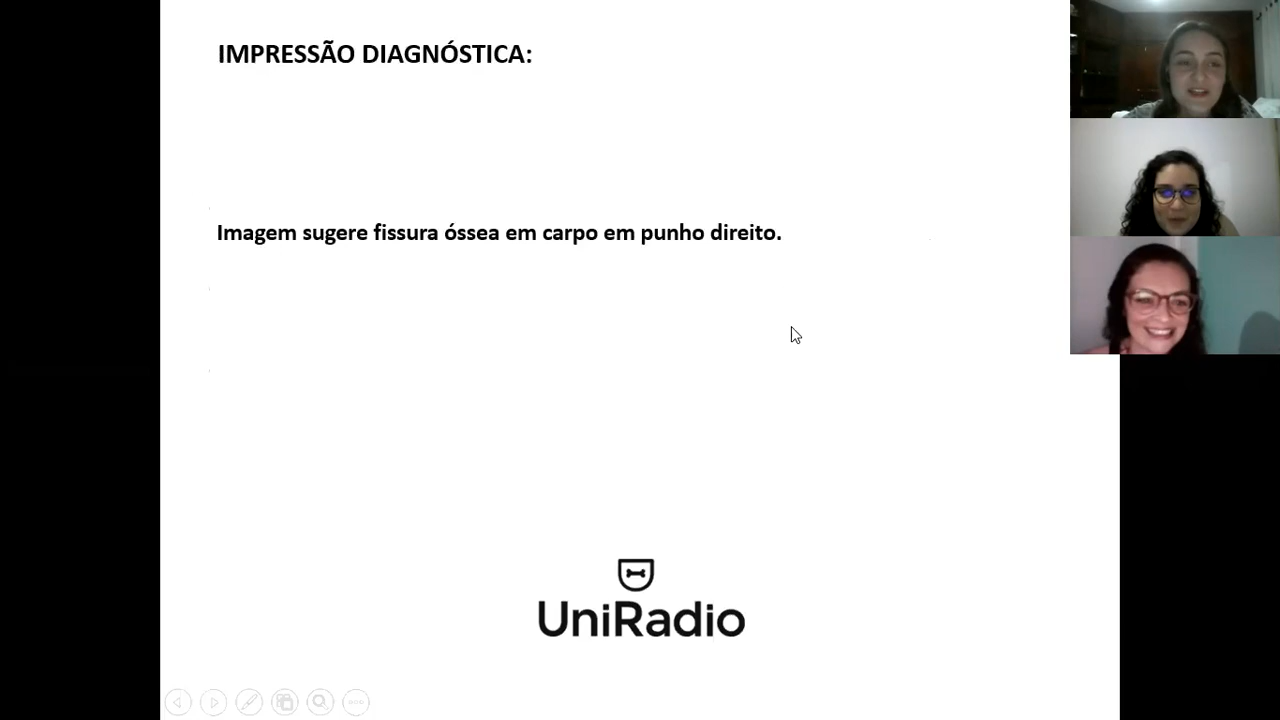 IMPRESSÃO DIAGNÓSTICA:
Imagem sugere fissura óssea em carpo em punho direito.
UniRadio